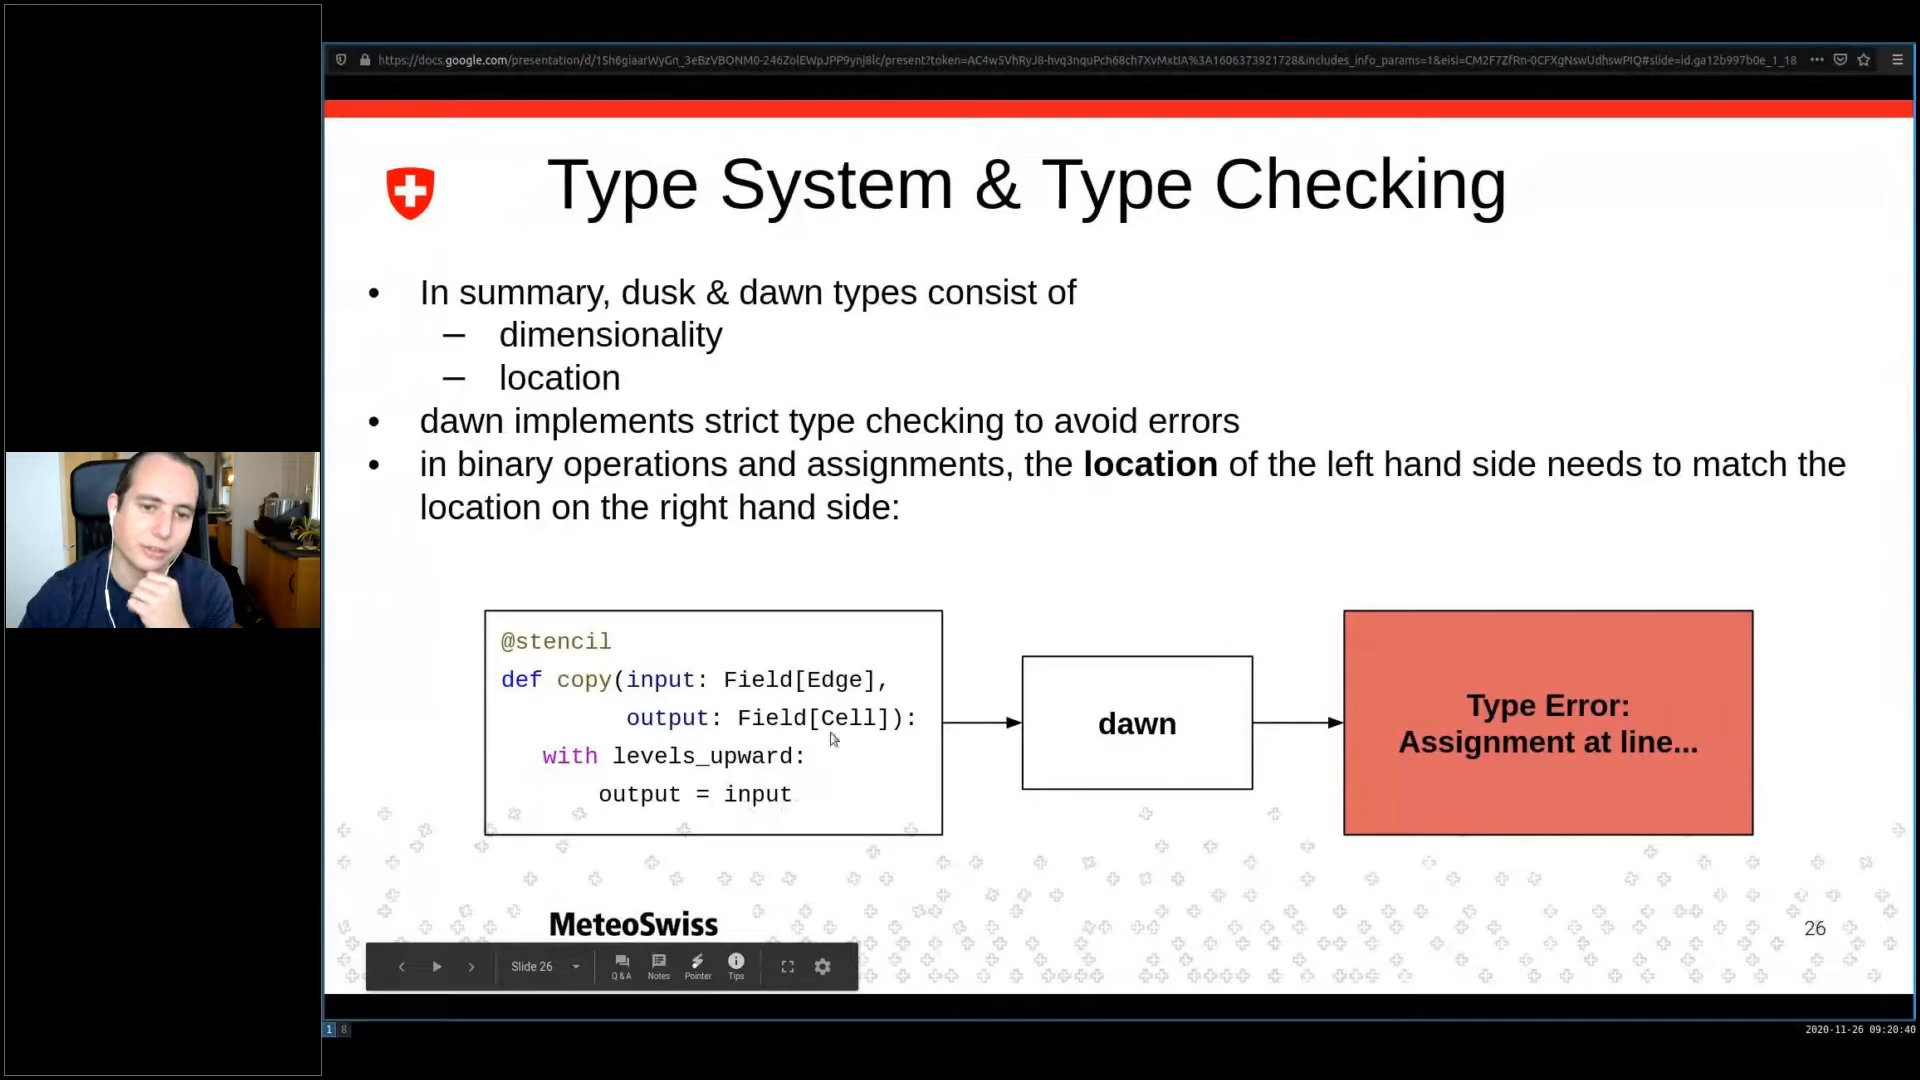 https://docs.google.com/presentation/d/1Sh6giaarWyGn_3eBzVBONM0-246ZolEWpJPP9ynj8lc/present?token=AC4w5VhRyJ8-hvq3nquPch68ch7XvMxtIA%3A1606373921728&includes_info_params=1&eisl=CM2F7ZfRn-0CFXgNswUdhswPIQ#slide=id.ga12b997b0e_1_18
Type System & Type Checking
• In summary, dusk & dawn types consist of
– dimensionality
– location
• dawn implements strict type checking to avoid errors
• in binary operations and assignments, the location of the left hand side needs to match the
location on the right hand side:
@stencil
def copy(input: Field[Edge],
output: Field[Cell]):
with levels_upward:
output = input
dawn
Type Error:
Assignment at line...
MeteoSwiss
26
Slide 26
Q & A
Notes
Pointer
Tips
1 8
2020-11-26 09:20:40